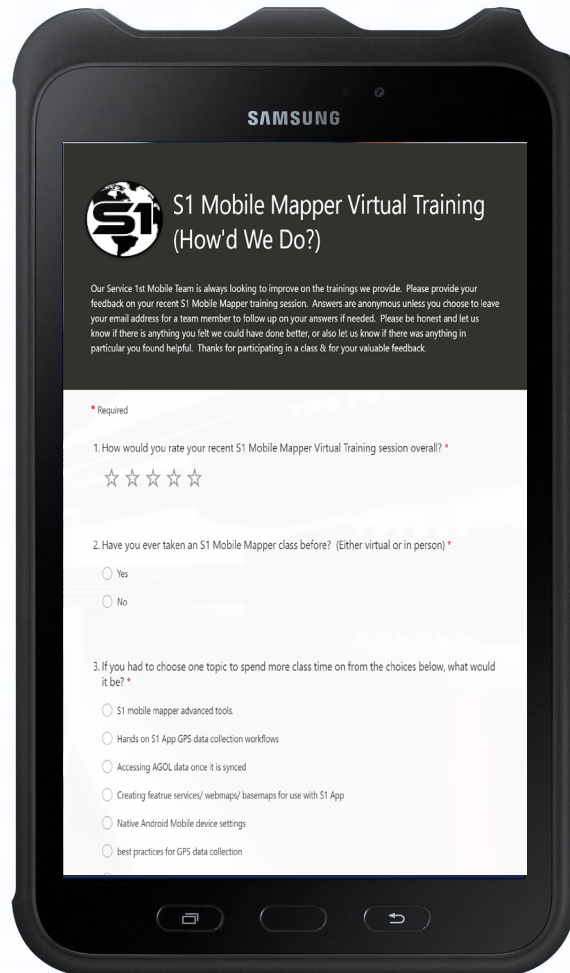 SAMSUNG
S1
S1 Mobile Mapper Virtual Training
(How'd We Do?)
Our Service 1st Mobile Team is always looking to improve on the trainings we provide. Please provide your
feedback on your recent S1 Mobile Mapper training session. Answers are anonymous unless you choose to leave
your email address for a team member to follow up on your answers if needed. Please be honest and let us
know if there is anything you felt we could have done better, or also let us know if there was anything in
particular you found helpful. Thanks for participating in a class & for your valuable feedback.
* Required
1. How would you rate your recent S1 Mobile Mapper Virtual Training session overall? *
2. Have you ever taken an S1 Mobile Mapper class before? (Either virtual or in person) *
Yes
No
3. If you had to choose one topic to spend more class time on from the choices below, what would
it be? *
S1 mobile mapper advanced tools.
Hands on S1 App GPS data collection workflows
Accessing AGOL data once it is synced
Creating featrue services/ webmaps/ basemaps for use with S1 App
Native Android Mobile device settings
best practices for GPS data collection